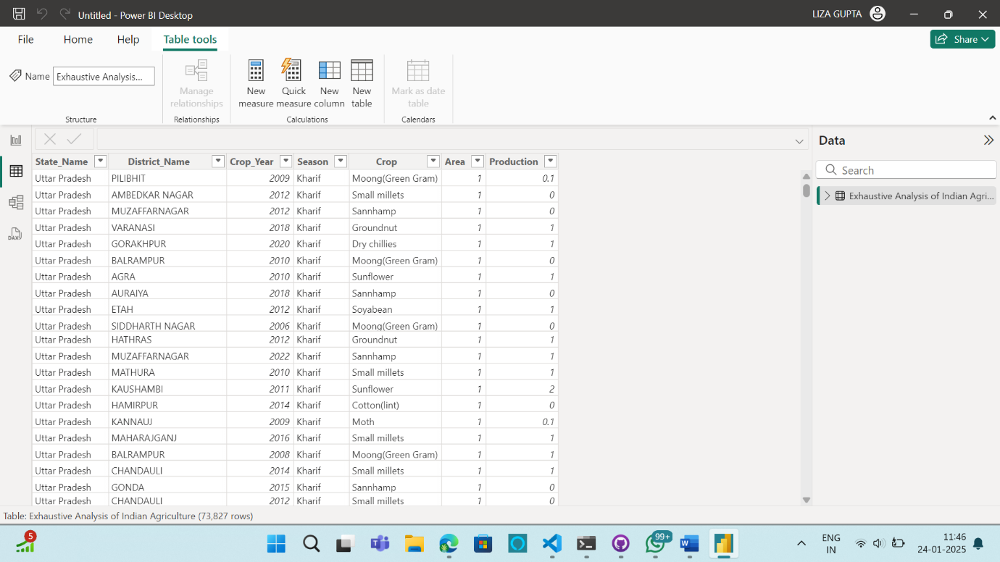 Untitled - Power BI Desktop
LIZA GUPTA
File Home Help Table tools
Share
Name Exhaustive Analysis...
Manage relationships
New measure
Quick measure
New column
New table
Mark as date table
Structure Relationships Calculations Calendars
Data
Search
Exhaustive Analysis of Indian Agri...
DAX
State_Name District_Name Crop_Year Season Crop Area Production
Uttar Pradesh PILIBHIT 2009 Kharif Moong(Green Gram) 1 0.1
Uttar Pradesh AMBEDKAR NAGAR 2012 Kharif Small millets 1 0
Uttar Pradesh MUZAFFARNAGAR 2012 Kharif Sannhamp 1 0
Uttar Pradesh VARANASI 2018 Kharif Groundnut 1 1
Uttar Pradesh GORAKHPUR 2020 Kharif Dry chillies 1 1
Uttar Pradesh BALRAMPUR 2010 Kharif Moong(Green Gram) 1 0
Uttar Pradesh AGRA 2010 Kharif Sunflower 1 1
Uttar Pradesh AURAIYA 2018 Kharif Sannhamp 1 0
Uttar Pradesh ETAH 2012 Kharif Soyabean 1 1
Uttar Pradesh SIDDHARTH NAGAR 2006 Kharif Moong(Green Gram) 1 0
Uttar Pradesh HATHRAS 2012 Kharif Groundnut 1 1
Uttar Pradesh MUZAFFARNAGAR 2022 Kharif Sannhamp 1 1
Uttar Pradesh MATHURA 2010 Kharif Small millets 1 1
Uttar Pradesh KAUSHAMBI 2011 Kharif Sunflower 1 2
Uttar Pradesh HAMIRPUR 2014 Kharif Cotton(lint) 1 0
Uttar Pradesh KANNAUJ 2009 Kharif Moth 1 0.1
Uttar Pradesh MAHARAJGANJ 2016 Kharif Small millets 1 1
Uttar Pradesh BALRAMPUR 2008 Kharif Moong(Green Gram) 1 1
Uttar Pradesh CHANDAULI 2014 Kharif Small millets 1 1
Uttar Pradesh GONDA 2015 Kharif Sannhamp 1 0
Uttar Pradesh CHANDAULI 2012 Kharif Small millets 1 0
Table: Exhaustive Analysis of Indian Agriculture (73,827 rows)
5
99+
ENG
IN
11:46
24-01-2025